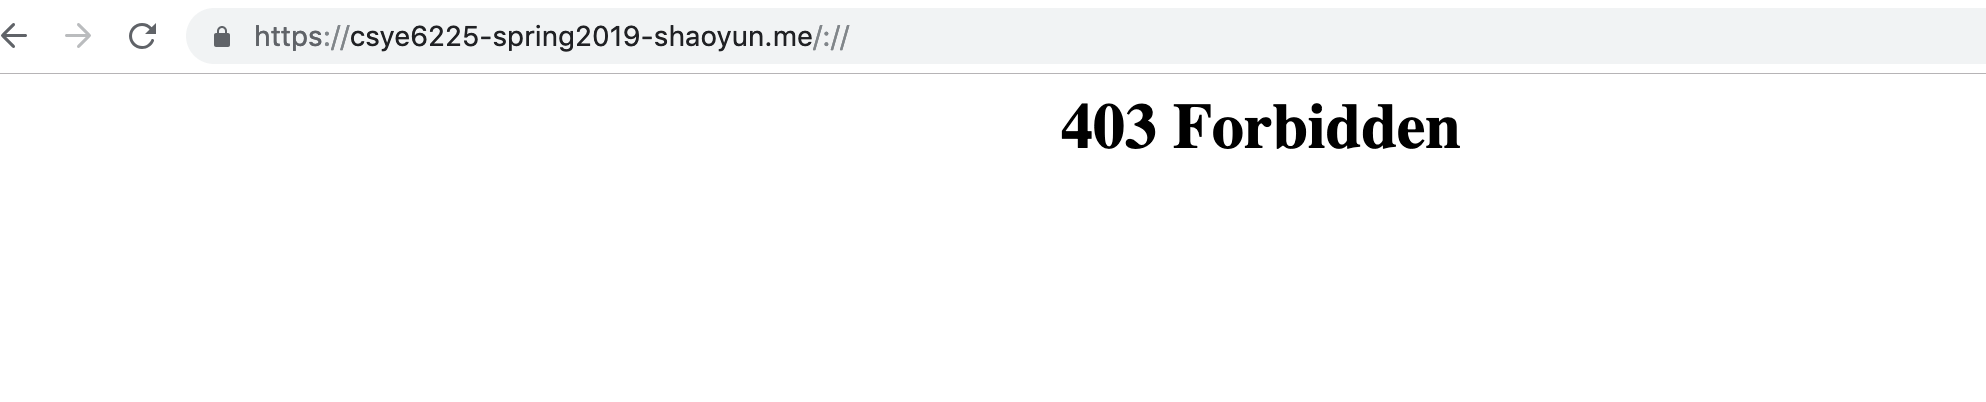 https://csye6225-spring2019-shaoyun.me/://
403 Forbidden